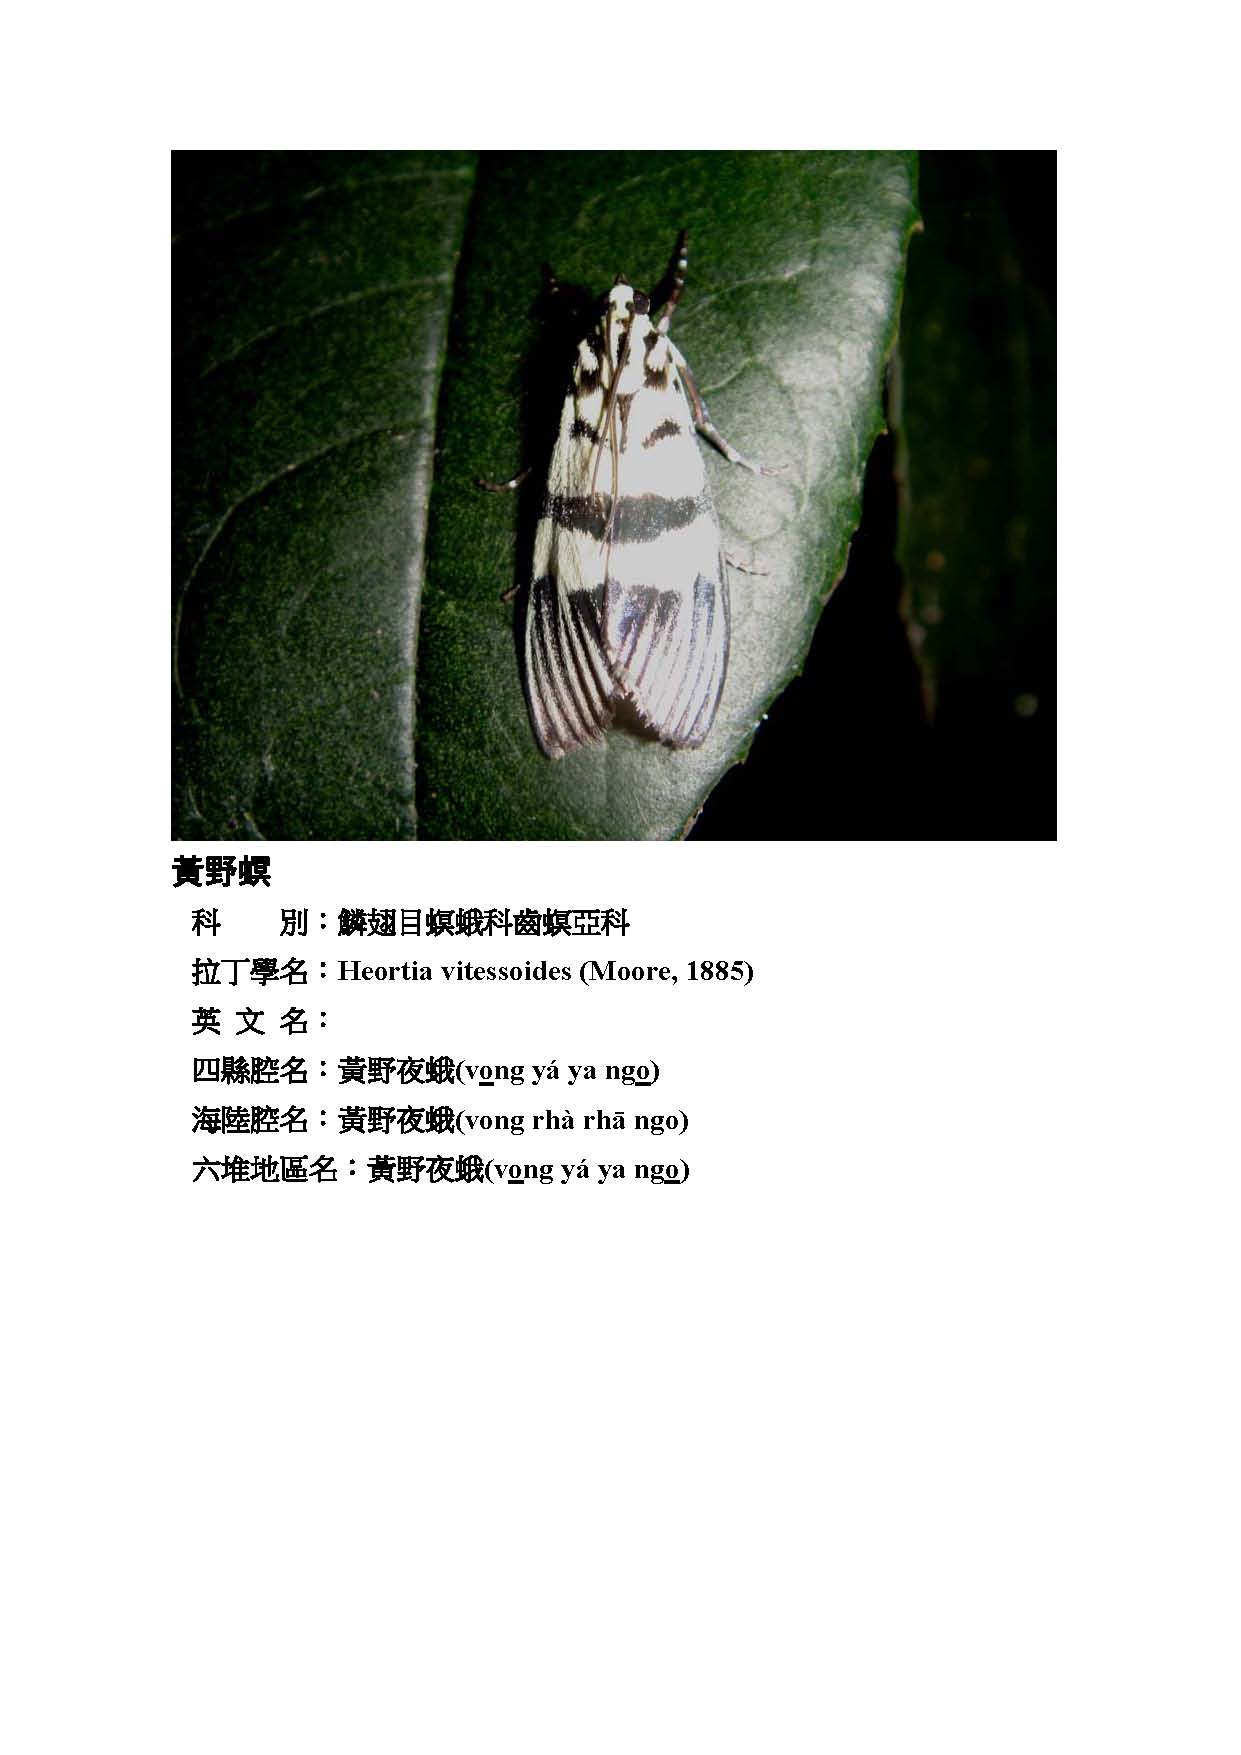 黃野螟
科　　別：鱗翅目螟蛾科齒螟亞科
拉丁學名：Heortia vitessoides (Moore, 1885)
英 文 名：
四縣腔名：黃野夜蛾(vong yá ya ngo)
海陸腔名：黃野夜蛾(vong rhà rhā ngo)
六堆地區名：黃野夜蛾(vong yá ya ngo)